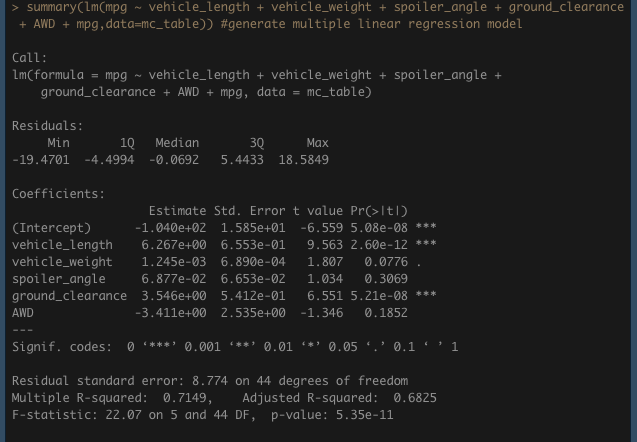 > summary(lm(mpg ~ vehicle_length + vehicle_weight + spoiler_angle + ground_clearance
+ AWD + mpg,data=mc_table)) #generate multiple linear regression model
Call:
lm(formula = mpg ~ vehicle_length + vehicle_weight + spoiler_angle +
    ground_clearance + AWD + mpg, data = mc_table)
Residuals:
     Min       1Q   Median       3Q      Max
-19.4701  -4.4994  -0.0692   5.4433  18.5849
Coefficients:
                   Estimate Std. Error t value Pr(>|t|)
(Intercept)      -1.040e+02  1.585e+01  -6.559 5.08e-08 ***
vehicle_length    6.267e+00  6.553e-01   9.563 2.60e-12 ***
vehicle_weight    1.245e-03  6.890e-04   1.807   0.0776 .
spoiler_angle     6.877e-02  6.653e-02   1.034   0.3069
ground_clearance  3.546e+00  5.412e-01   6.551 5.21e-08 ***
AWD              -3.411e+00  2.535e+00  -1.346   0.1852
---
Signif. codes:  0 ‘***’ 0.001 ‘**’ 0.01 ‘*’ 0.05 ‘.’ 0.1 ‘ ’ 1
Residual standard error: 8.774 on 44 degrees of freedom
Multiple R-squared:  0.7149,    Adjusted R-squared:  0.6825
F-statistic: 22.07 on 5 and 44 DF,  p-value: 5.35e-11